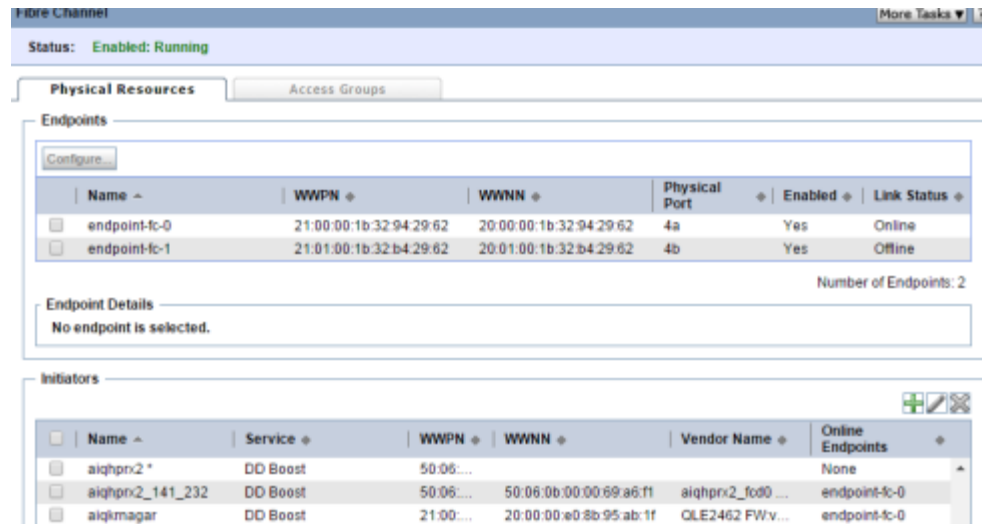 Fibre Channel
More Tasks ▼
Status: Enabled: Running
Physical Resources
Access Groups
Endpoints
Configure...
Name WWPN WWNN Physical Port Enabled Link Status
endpoint-fc-0 21:00:00:1b:32:94:29:62 20:00:00:1b:32:94:29:62 4a Yes Online
endpoint-fc-1 21:01:00:1b:32:b4:29:62 20:01:00:1b:32:b4:29:62 4b Yes Offline
Number of Endpoints: 2
Endpoint Details
No endpoint is selected.
Initiators
Name Service WWPN WWNN Vendor Name Online Endpoints
aiqhprx2 * DD Boost 50:06:... None
aiqhprx2_141_232 DD Boost 50:06:... 50:06:0b:00:00:69:a6:f1 aiqhprx2_fcd0 ... endpoint-fc-0
aiqkmagar DD Boost 21:00:... 20:00:00:e0:8b:95:ab:1f QLE2462 FW:v... endpoint-fc-0